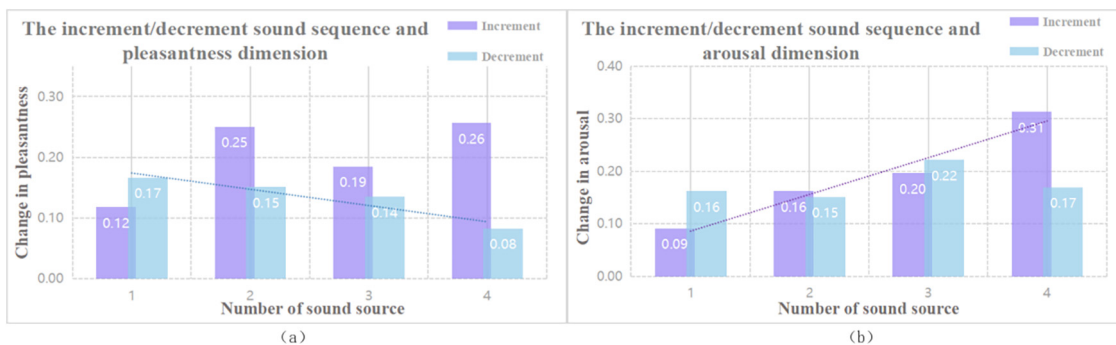 The increment/decrement sound sequence and
pleasantness dimension
Increment
Decrement
Change in pleasantness
0.30
0.20
0.10
0.00
0.12
0.17
0.25
0.15
0.19
0.14
0.26
0.08
1
2
3
4
Number of sound source
(a)
The increment/decrement sound sequence and
arousal dimension
Increment
Decrement
Change in arousal
0.40
0.30
0.20
0.10
0.00
0.09
0.16
0.16
0.15
0.20
0.22
0.31
0.17
1
2
3
4
Number of sound source
(b)